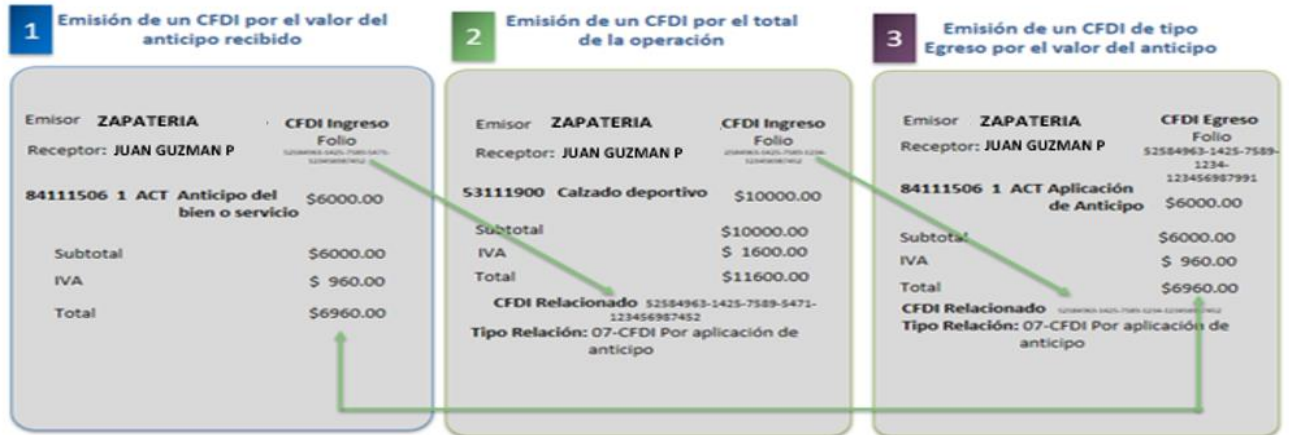 1
Emisión de un CFDI por el valor del
anticipo recibido
Emisor ZAPATERIA CFDI Ingreso
Folio
52584963-1425-7589-5471-
123456987452
Receptor: JUAN GUZMAN P
84111506 1 ACT Anticipo del $6000.00
bien o servicio
Subtotal $6000.00
IVA $ 960.00
Total $6960.00
2
Emisión de un CFDI por el total
de la operación
Emisor ZAPATERIA CFDI Ingreso
Folio
Receptor: JUAN GUZMAN P
53111900 Calzado deportivo $10000.00
Subtotal $10000.00
IVA $ 1600.00
Total $11600.00
CFDI Relacionado 52584963-1425-7589-5471-
123456987452
Tipo Relación: 07-CFDI Por aplicación de
anticipo
3
Emisión de un CFDI de tipo
Egreso por el valor del anticipo
Emisor ZAPATERIA CFDI Egreso
Folio
Receptor: JUAN GUZMAN P 52584963-1425-7589-
1234-
123456987991
84111506 1 ACT Aplicación $6000.00
de Anticipo
Subtotal $6000.00
IVA $ 960.00
Total $6960.00
CFDI Relacionado
Tipo Relación: 07-CFDI Por aplicación de
anticipo